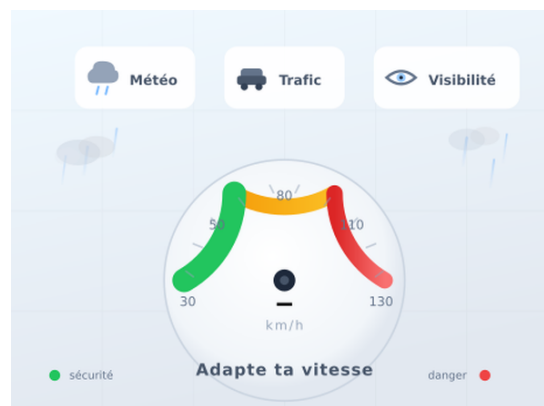 Météo
Trafic
Visibilité
80
50
110
30
130
km/h
Adapte ta vitesse
sécurité
danger